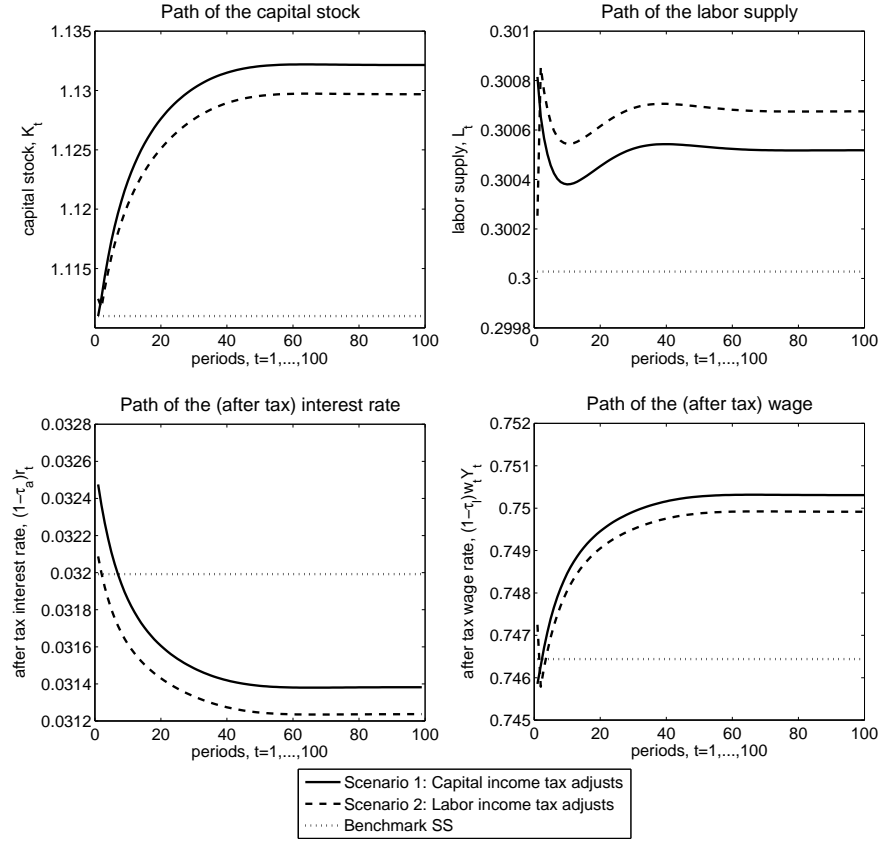 Path of the capital stock
1.135
1.13
1.125
1.12
1.115
capital stock, K_t
0 20 40 60 80 100
periods, t=1,...,100
Path of the labor supply
0.301
0.3008
0.3006
0.3004
0.3002
0.3
0.2998
labor supply, L_t
0 20 40 60 80 100
periods, t=1,...,100
Path of the (after tax) interest rate
0.0328
0.0326
0.0324
0.0322
0.032
0.0318
0.0316
0.0314
0.0312
after tax interest rate, (1−τ_a)r_t
0 20 40 60 80 100
periods, t=1,...,100
Path of the (after tax) wage
0.752
0.751
0.75
0.749
0.748
0.747
0.746
0.745
after tax wage rate, (1−τ_l)w_tY_t
0 20 40 60 80 100
periods, t=1,...,100
Scenario 1: Capital income tax adjusts
Scenario 2: Labor income tax adjusts
Benchmark SS